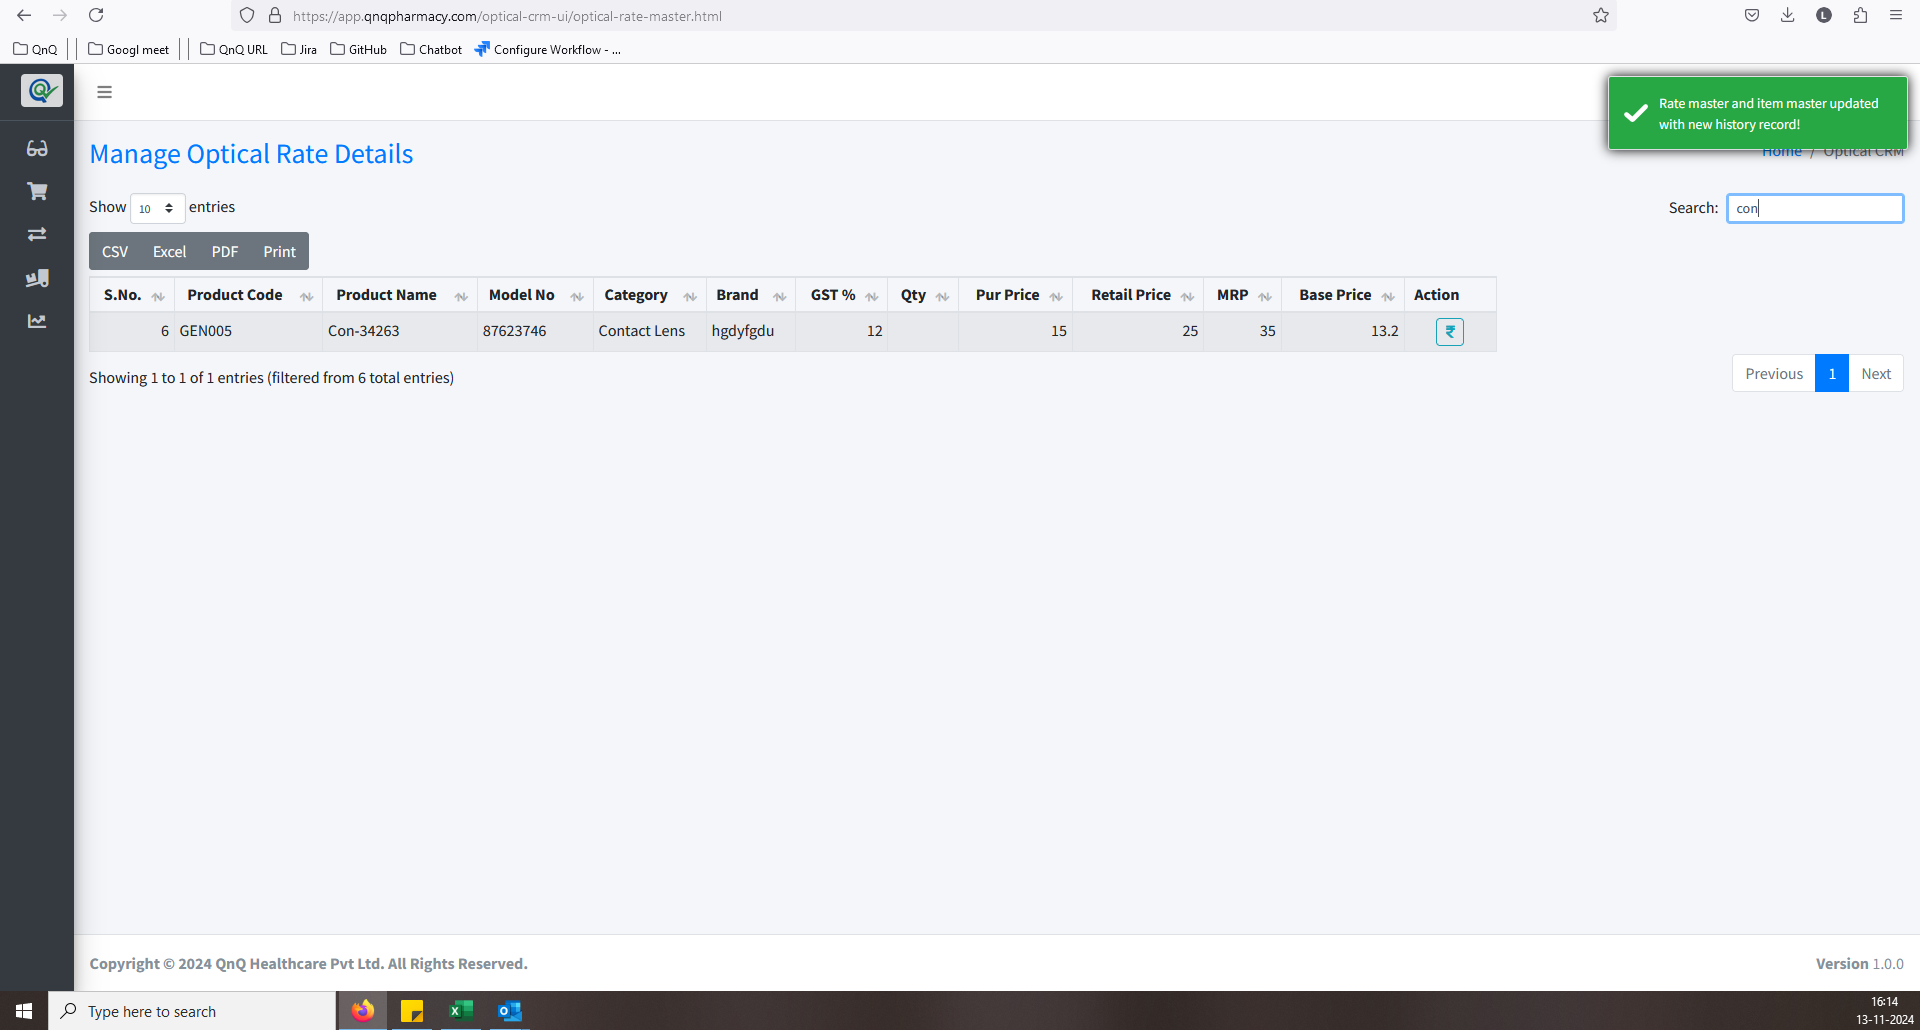 https://app.qnqpharmacy.com/optical-crm-ui/optical-rate-master.html
L
QnQ Googl meet QnQ URL Jira GitHub Chatbot Configure Workflow - ...
Rate master and item master updated
with new history record!
Manage Optical Rate Details
Home / Optical CRM
Show 10 entries
Search: con
CSV Excel PDF Print
S.No. Product Code Product Name Model No Category Brand GST % Qty Pur Price Retail Price MRP Base Price Action
6 GEN005 Con-34263 87623746 Contact Lens hgdyfgdu 12 15 25 35 13.2 ₹
Showing 1 to 1 of 1 entries (filtered from 6 total entries)
Previous 1 Next
Copyright © 2024 QnQ Healthcare Pvt Ltd. All Rights Reserved.
Version 1.0.0
Type here to search
16:14
13-11-2024